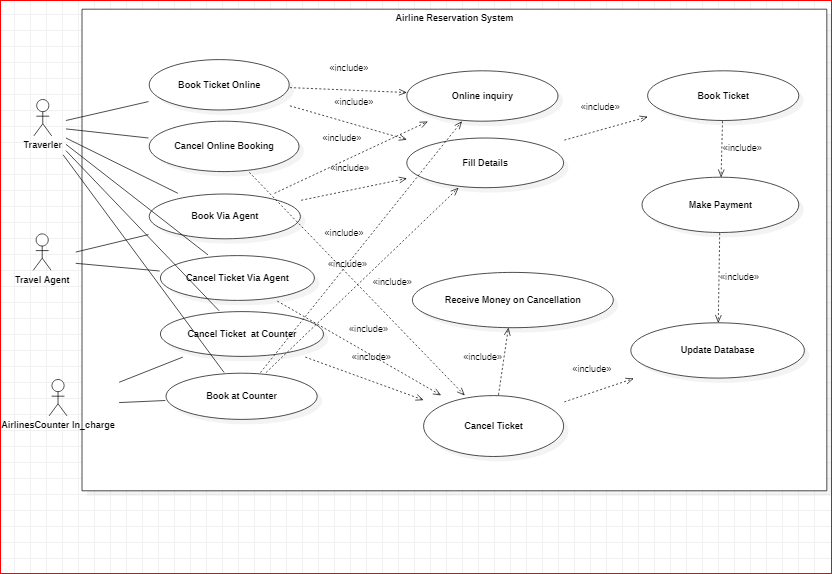 Airline Reservation System
«include»
Book Ticket Online
Online inquiry
Book Ticket
«include»
«include»
Traverler
Cancel Online Booking
«include»
«include»
Fill Details
«include»
Book Via Agent
Make Payment
«include»
Travel Agent
Cancel Ticket Via Agent
«include»
«include»
«include»
Receive Money on Cancellation
Cancel Ticket at Counter
«include»
«include»
«include»
Update Database
«include»
Book at Counter
AirlinesCounter In_charge
Cancel Ticket